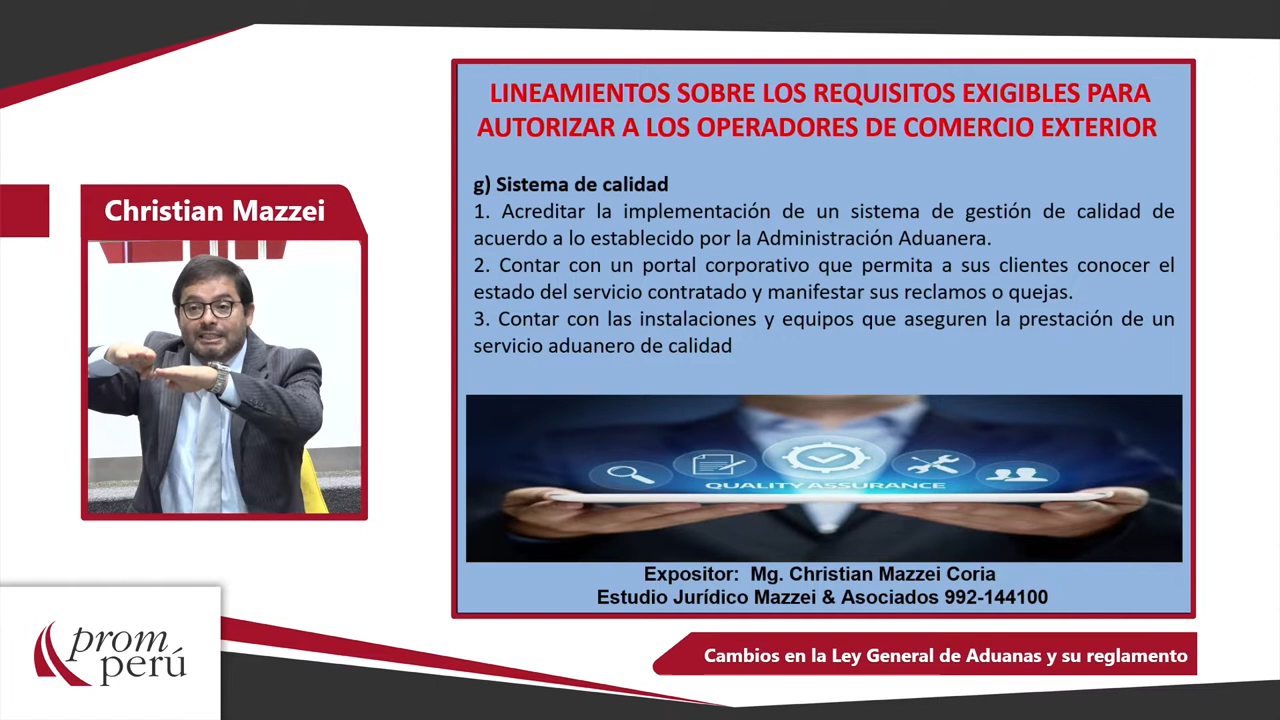 Christian Mazzei
LINEAMIENTOS SOBRE LOS REQUISITOS EXIGIBLES PARA
AUTORIZAR A LOS OPERADORES DE COMERCIO EXTERIOR
g) Sistema de calidad
1. Acreditar la implementación de un sistema de gestión de calidad de
acuerdo a lo establecido por la Administración Aduanera.
2. Contar con un portal corporativo que permita a sus clientes conocer el
estado del servicio contratado y manifestar sus reclamos o quejas.
3. Contar con las instalaciones y equipos que aseguren la prestación de un
servicio aduanero de calidad
QUALITY ASSURANCE
Expositor: Mg. Christian Mazzei Coria
Estudio Jurídico Mazzei & Asociados 992-144100
prom
perú
Cambios en la Ley General de Aduanas y su reglamento